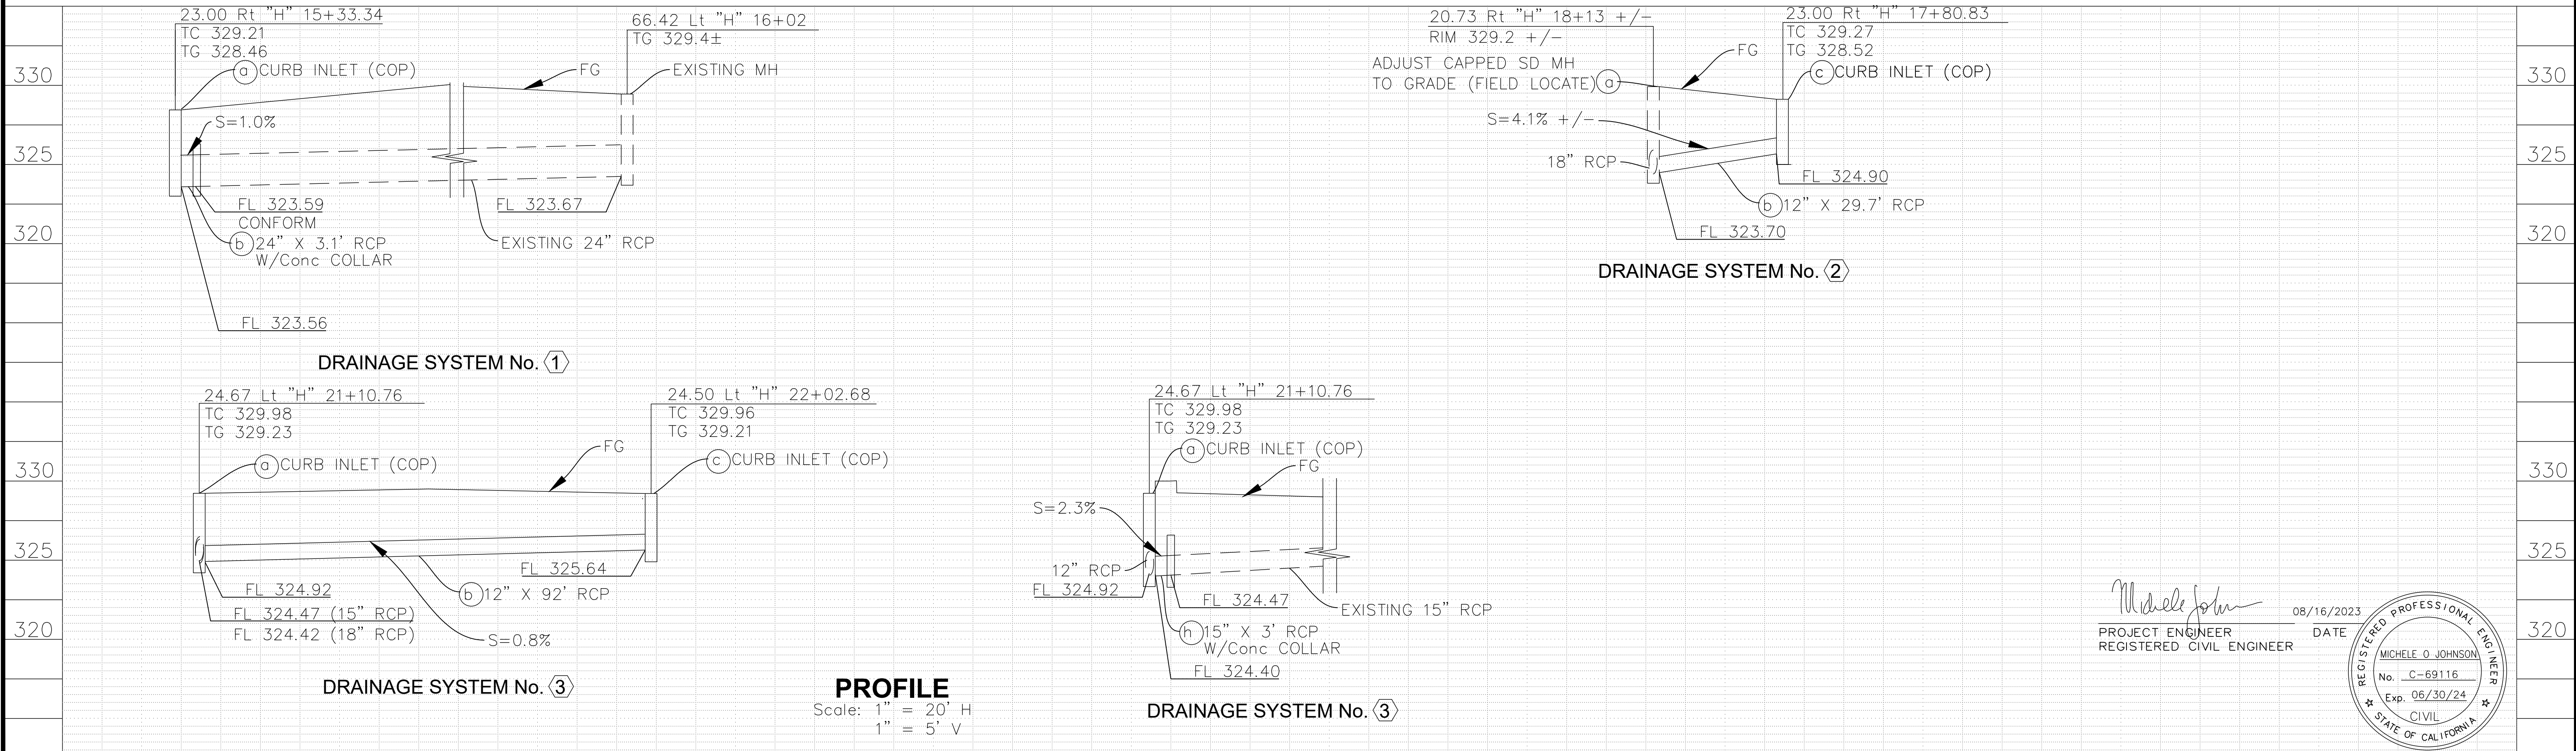 23.00 Rt "H" 15+33.34
TC 329.21
TG 328.46
a CURB INLET (COP)
S=1.0%
FG
66.42 Lt "H" 16+02
TG 329.4±
EXISTING MH
FL 323.59
CONFORM
b 24" X 3.1' RCP
W/Conc COLLAR
FL 323.67
EXISTING 24" RCP
FL 323.56
DRAINAGE SYSTEM No. 1
20.73 Rt "H" 18+13 +/-
RIM 329.2 +/-
ADJUST CAPPED SD MH
TO GRADE (FIELD LOCATE) a
FG
23.00 Rt "H" 17+80.83
TC 329.27
TG 328.52
c CURB INLET (COP)
S=4.1% +/-
18" RCP
FL 324.90
b 12" X 29.7' RCP
FL 323.70
DRAINAGE SYSTEM No. 2
330
325
320
330
325
320
24.67 Lt "H" 21+10.76
TC 329.98
TG 329.23
a CURB INLET (COP)
FG
24.50 Lt "H" 22+02.68
TC 329.96
TG 329.21
c CURB INLET (COP)
FL 324.92
FL 324.47 (15" RCP)
FL 324.42 (18" RCP)
FL 325.64
b 12" X 92' RCP
S=0.8%
DRAINAGE SYSTEM No. 3
PROFILE
Scale: 1" = 20' H
1" = 5' V
24.67 Lt "H" 21+10.76
TC 329.98
TG 329.23
a CURB INLET (COP)
FG
S=2.3%
12" RCP
FL 324.92
FL 324.47
EXISTING 15" RCP
h 15" X 3' RCP
W/Conc COLLAR
FL 324.40
DRAINAGE SYSTEM No. 3
330
325
320
330
325
320
Michele John
08/16/2023
PROJECT ENGINEER
DATE
REGISTERED CIVIL ENGINEER
REGISTERED PROFESSIONAL ENGINEER
MICHELE O JOHNSON
No. C-69116
Exp. 06/30/24
CIVIL
STATE OF CALIFORNIA